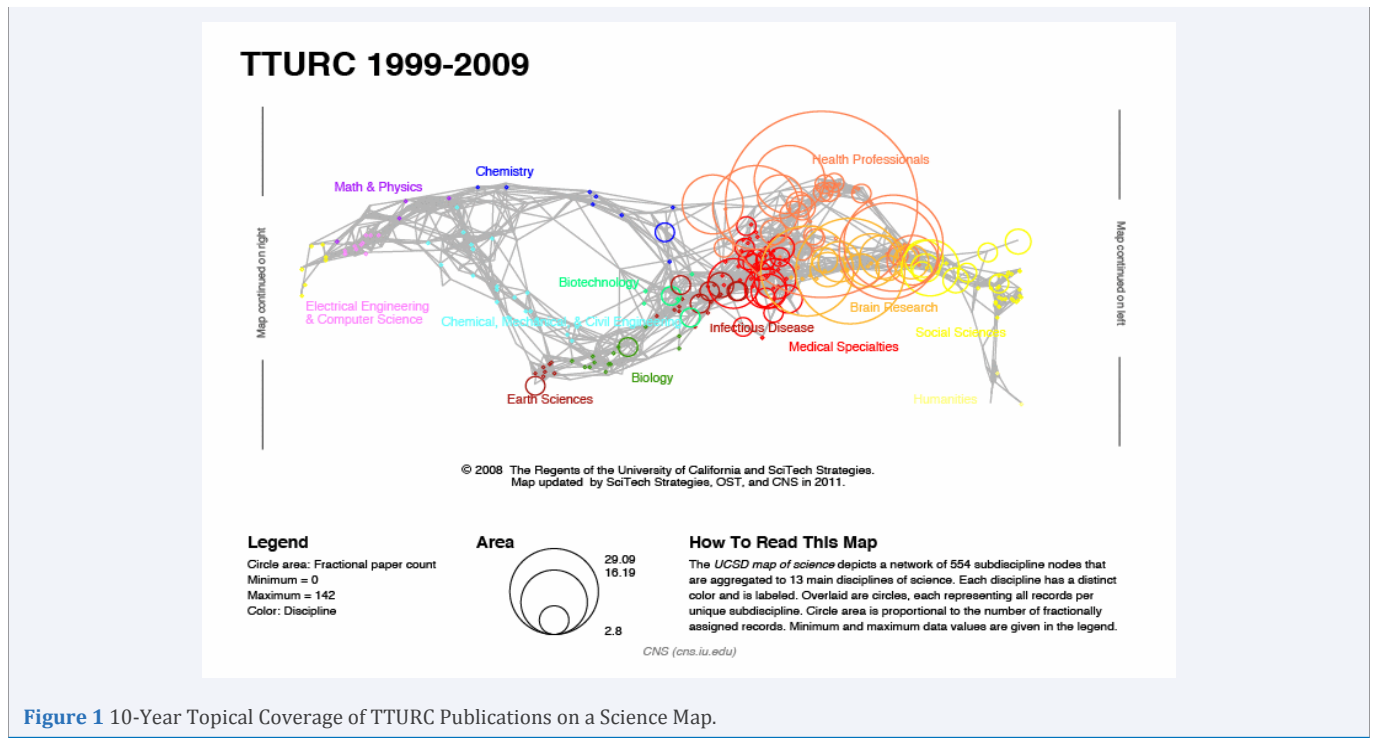 TTURC 1999-2009
Health Professionals
Chemistry
Math & Physics
Map continued on right
Map continued on left
Biotechnology
Electrical Engineering
& Computer Science
Chemical, Mechanical, & Civil Engineering
Brain Research
Infectious Disease
Social Sciences
Medical Specialties
Biology
Earth Sciences
Humanities
© 2008 The Regents of the University of California and SciTech Strategies.
Map updated by SciTech Strategies, OST, and CNS in 2011.
Legend
Circle area: Fractional paper count
Minimum = 0
Maximum = 142
Color: Discipline
Area
29.09
16.19
2.8
How To Read This Map
The UCSD map of science depicts a network of 554 subdiscipline nodes that
are aggregated to 13 main disciplines of science. Each discipline has a distinct
color and is labeled. Overlaid are circles, each representing all records per
unique subdiscipline. Circle area is proportional to the number of fractionally
assigned records. Minimum and maximum data values are given in the legend.
CNS (cns.iu.edu)
Figure 1 10-Year Topical Coverage of TTURC Publications on a Science Map.